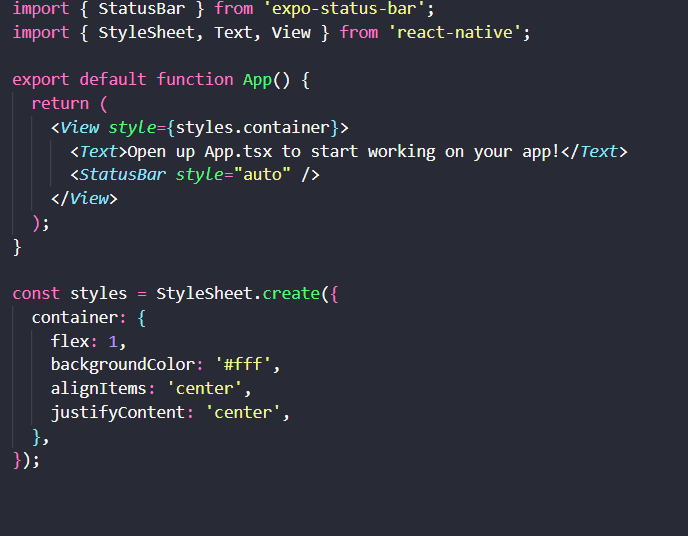 import { StatusBar } from 'expo-status-bar';
import { StyleSheet, Text, View } from 'react-native';

export default function App() {
  return (
    <View style={styles.container}>
      <Text>Open up App.tsx to start working on your app!</Text>
      <StatusBar style="auto" />
    </View>
  );
}

const styles = StyleSheet.create({
  container: {
    flex: 1,
    backgroundColor: '#fff',
    alignItems: 'center',
    justifyContent: 'center',
  },
});